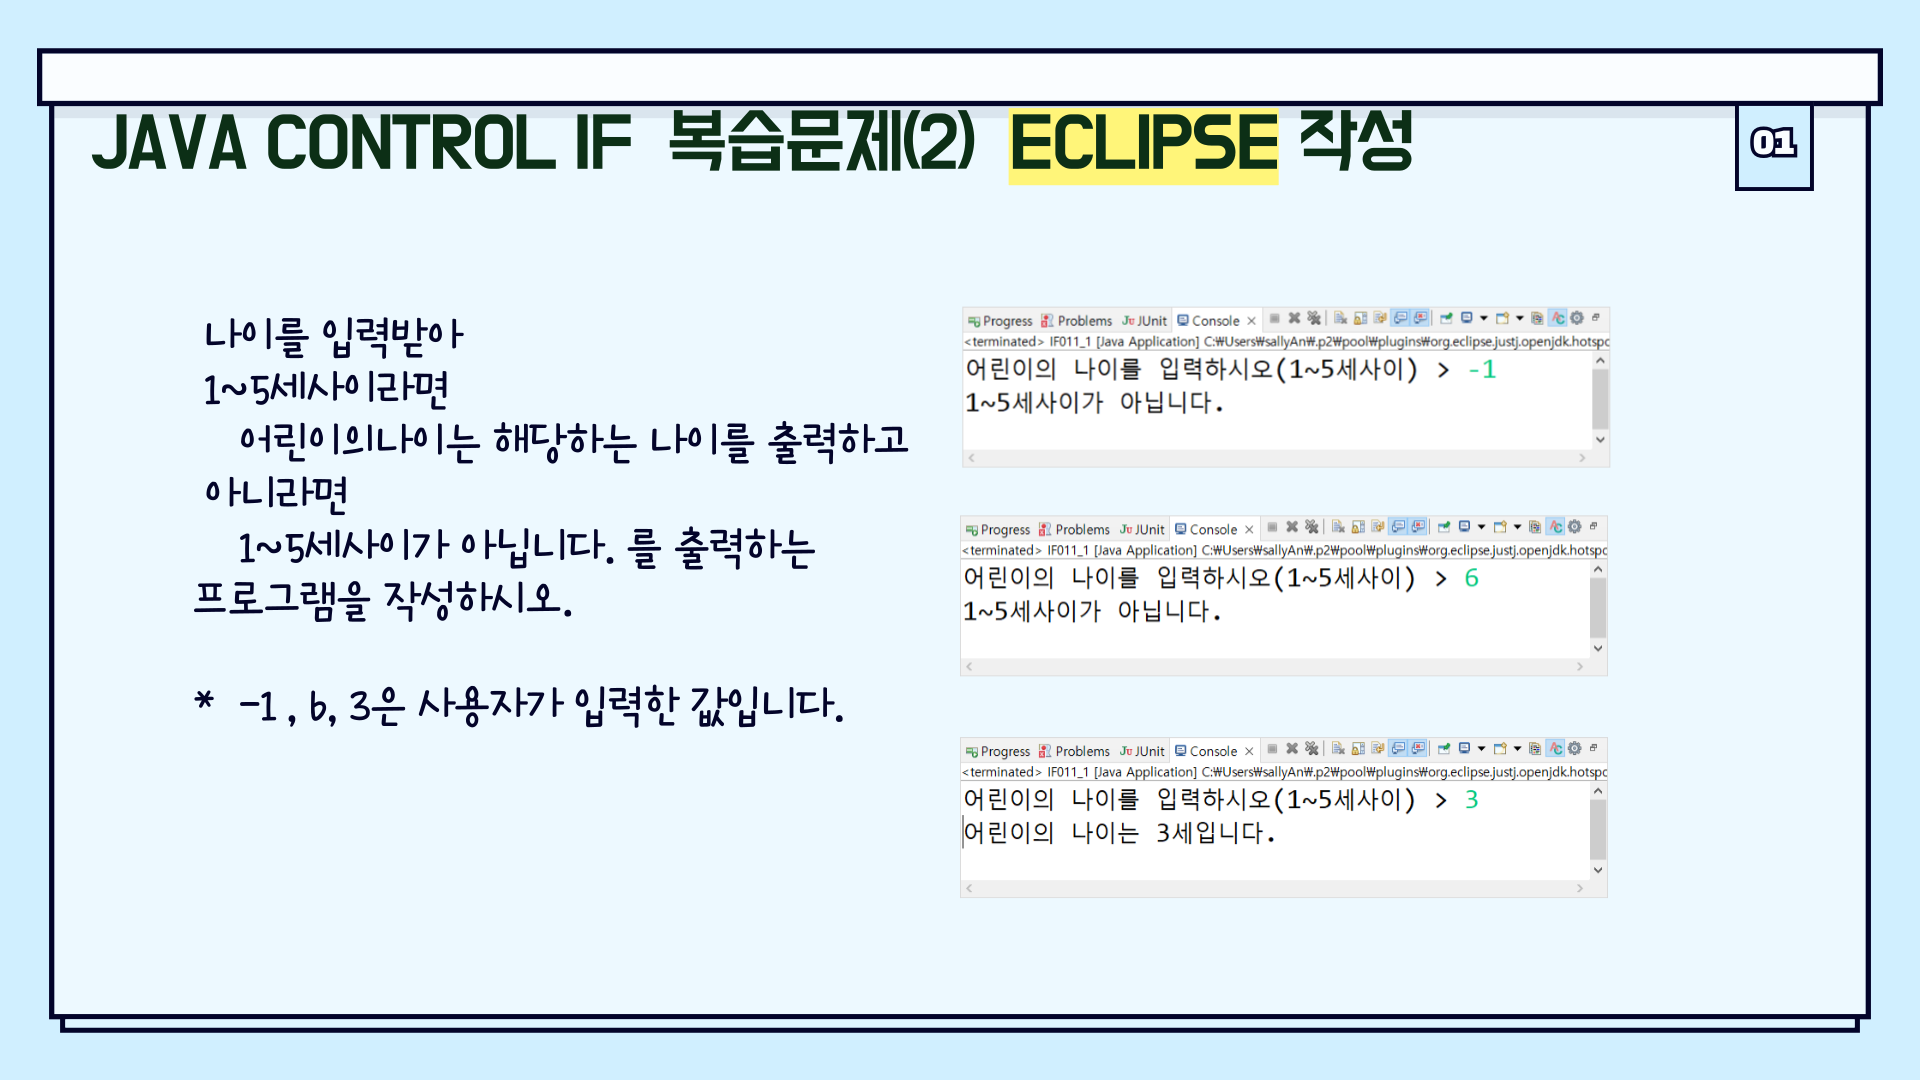 JAVA CONTROL IF 복습문제(2) ECLIPSE 작성
01
나이를 입력받아
1~5세사이라면
어린이의나이는 해당하는 나이를 출력하고
아니라면
1~5세사이가 아닙니다. 를 출력하는
프로그램을 작성하시오.
* -1 , 6, 3은 사용자가 입력한 값입니다.
Progress Problems JUnit Console
<terminated> IF011_1 [Java Application] C:₩Users₩sallyAn₩.p2₩pool₩plugins₩org.eclipse.justj.openjdk.hotspo
어린이의 나이를 입력하시오(1~5세사이) > -1
1~5세사이가 아닙니다.
Progress Problems JUnit Console
<terminated> IF011_1 [Java Application] C:₩Users₩sallyAn₩.p2₩pool₩plugins₩org.eclipse.justj.openjdk.hotspo
어린이의 나이를 입력하시오(1~5세사이) > 6
1~5세사이가 아닙니다.
Progress Problems JUnit Console
<terminated> IF011_1 [Java Application] C:₩Users₩sallyAn₩.p2₩pool₩plugins₩org.eclipse.justj.openjdk.hotspo
어린이의 나이를 입력하시오(1~5세사이) > 3
어린이의 나이는 3세입니다.